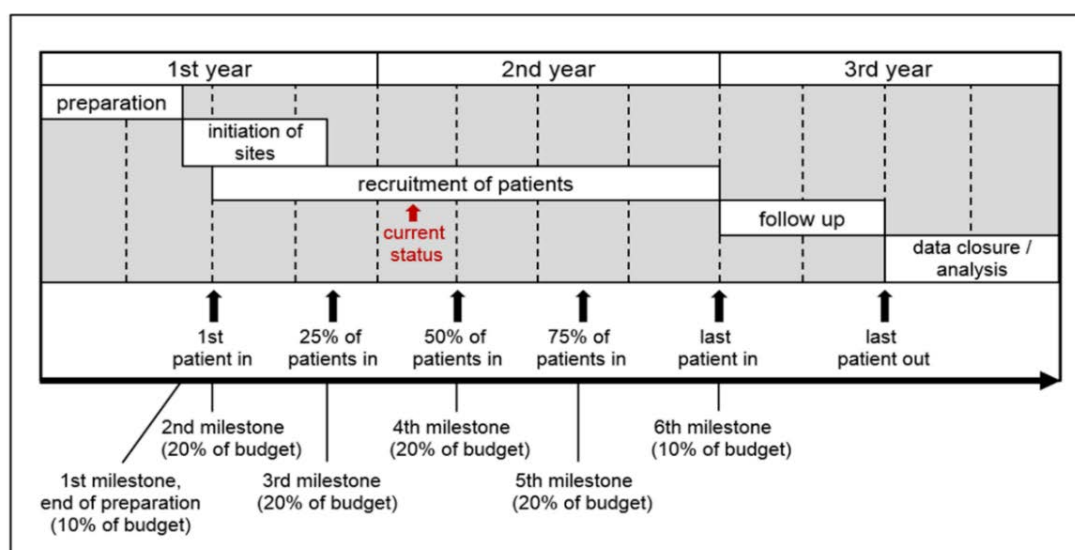 1st year 2nd year 3rd year
preparation
initiation of
sites
recruitment of patients
current
status
follow up
data closure /
analysis
1st
patient in
25% of
patients in
50% of
patients in
75% of
patients in
last
patient in
last
patient out
2nd milestone
(20% of budget)
4th milestone
(20% of budget)
6th milestone
(10% of budget)
1st milestone,
end of preparation
(10% of budget)
3rd milestone
(20% of budget)
5th milestone
(20% of budget)